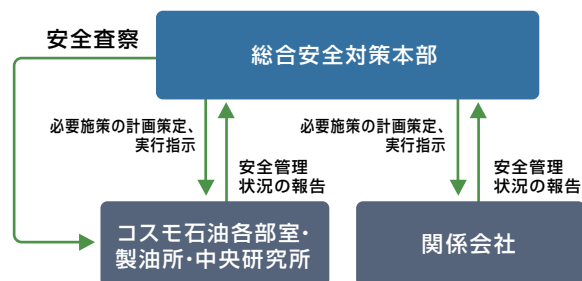 安全査察
総合安全対策本部
必要施策の計画策定、
実行指示
安全管理
状況の報告
必要施策の計画策定、
実行指示
安全管理
状況の報告
コスモ石油各部室・
製油所・中央研究所
関係会社